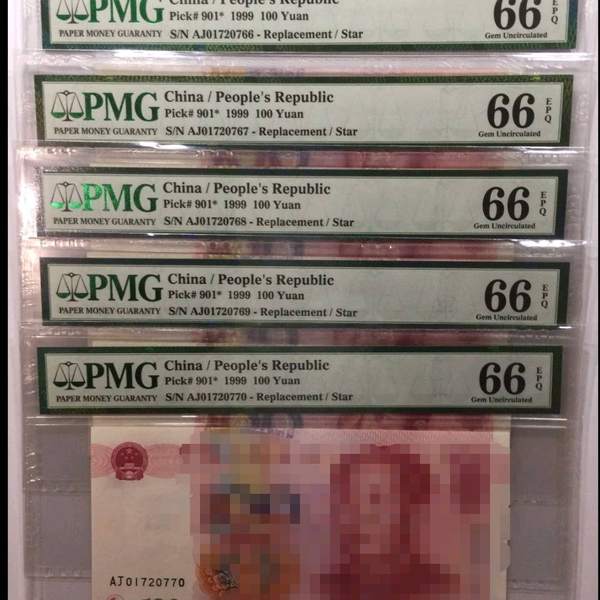 PMG China / People's Republic 66 EPQ
Pick# 901* 1999 100 Yuan
PAPER MONEY GUARANTY S/N AJ01720766 - Replacement / Star Gem Uncirculated
PMG China / People's Republic 66 EPQ
Pick# 901* 1999 100 Yuan
PAPER MONEY GUARANTY S/N AJ01720767 - Replacement / Star Gem Uncirculated
PMG China / People's Republic 66 EPQ
Pick# 901* 1999 100 Yuan
PAPER MONEY GUARANTY S/N AJ01720768 - Replacement / Star Gem Uncirculated
PMG China / People's Republic 66 EPQ
Pick# 901* 1999 100 Yuan
PAPER MONEY GUARANTY S/N AJ01720769 - Replacement / Star Gem Uncirculated
PMG China / People's Republic 66 EPQ
Pick# 901* 1999 100 Yuan
PAPER MONEY GUARANTY S/N AJ01720770 - Replacement / Star Gem Uncirculated
AJ01720770